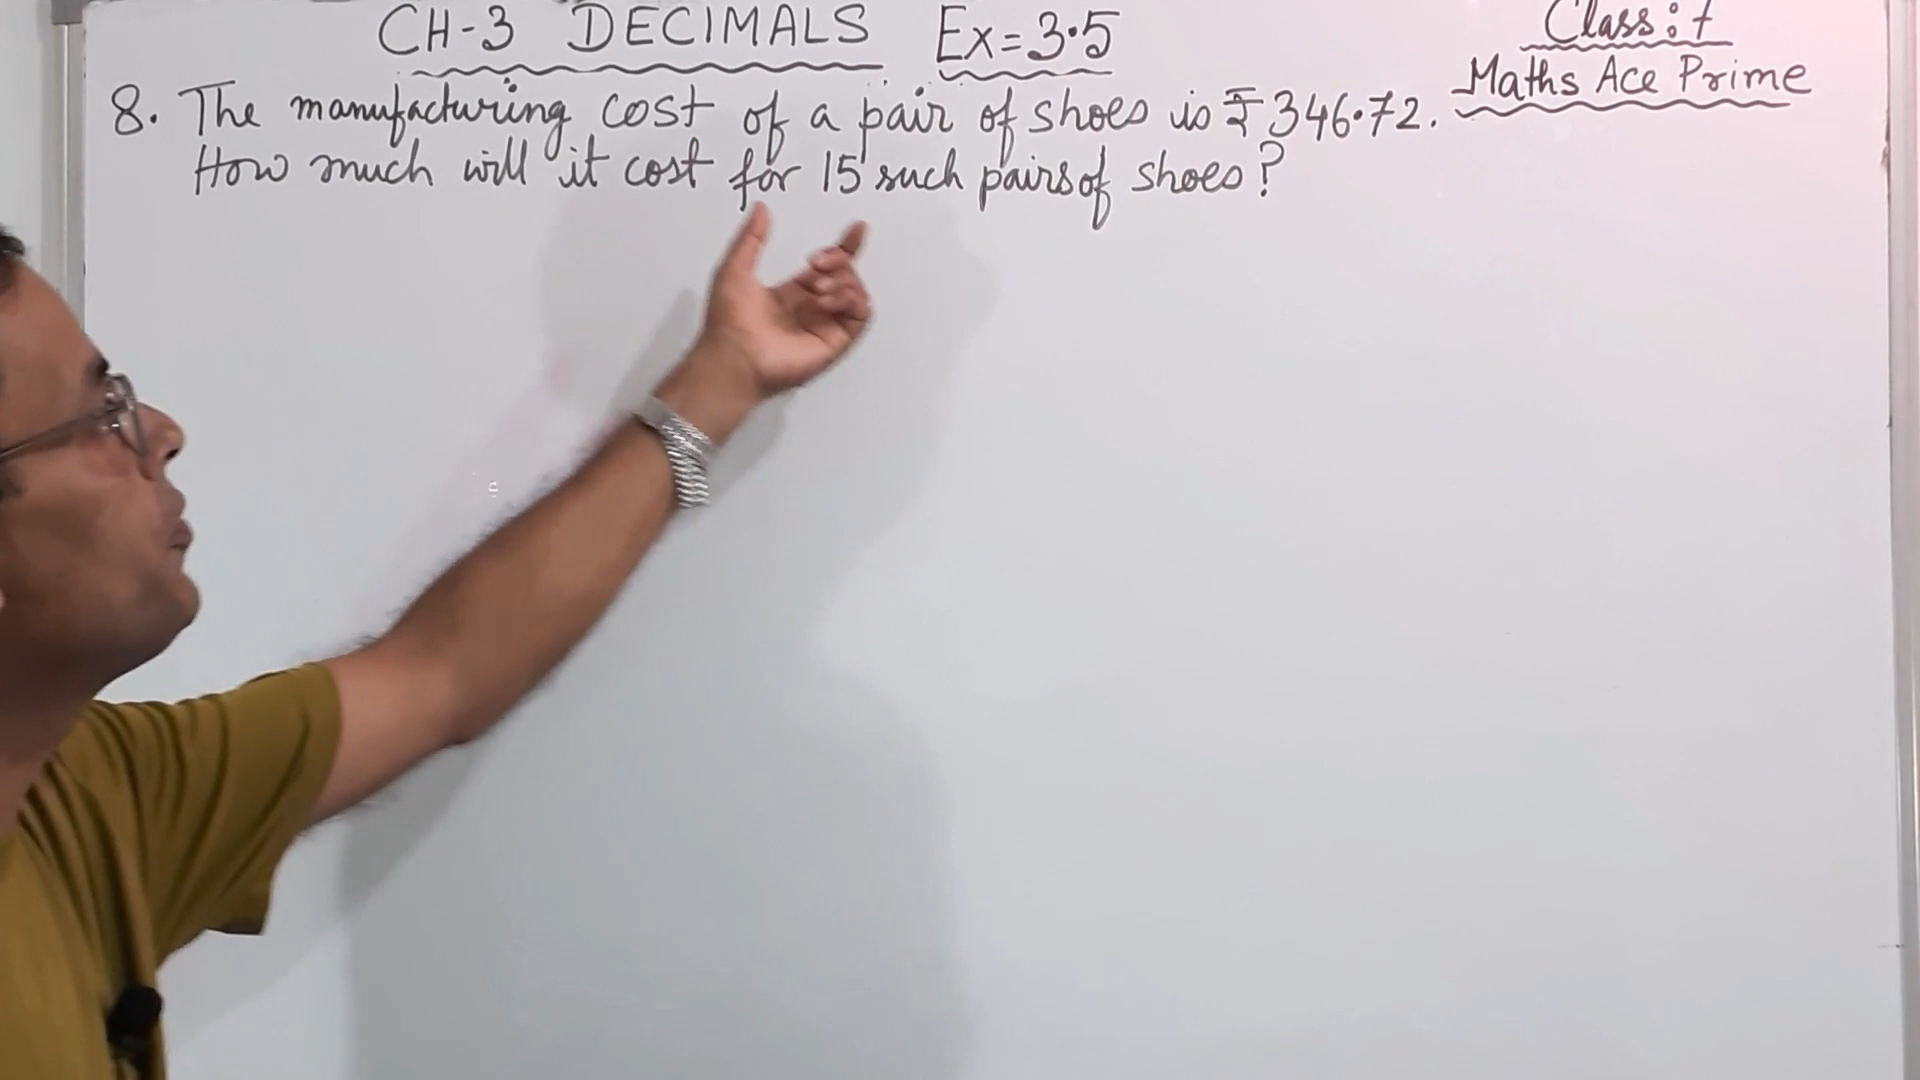 CH-3 DECIMALS Ex=3.5
Class: 7
Maths Ace Prime
8. The manufacturing cost of a pair of shoes is ₹346.72.
How much will it cost for 15 such pairs of shoes?